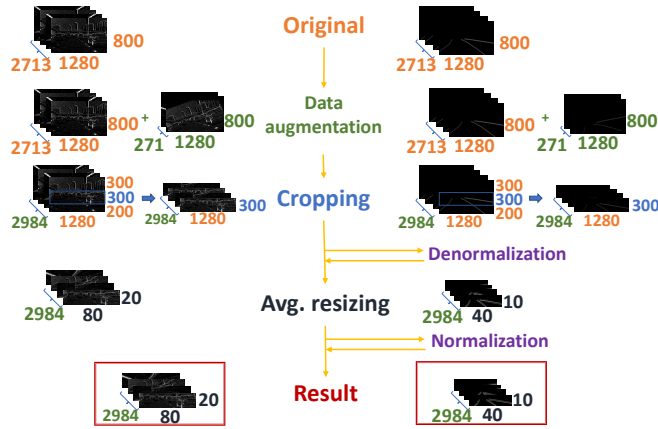 Original
800
2713 1280
800
2713 1280
Data
augmentation
800 + 800
2713 1280 271 1280
800 + 800
2713 1280 271 1280
Cropping
300
300
200
2984 1280
300
2984 1280
300
300
200
2984 1280
300
2984 1280
Denormalization
Avg. resizing
20
2984 80
10
2984 40
Normalization
Result
20
2984 80
10
2984 40